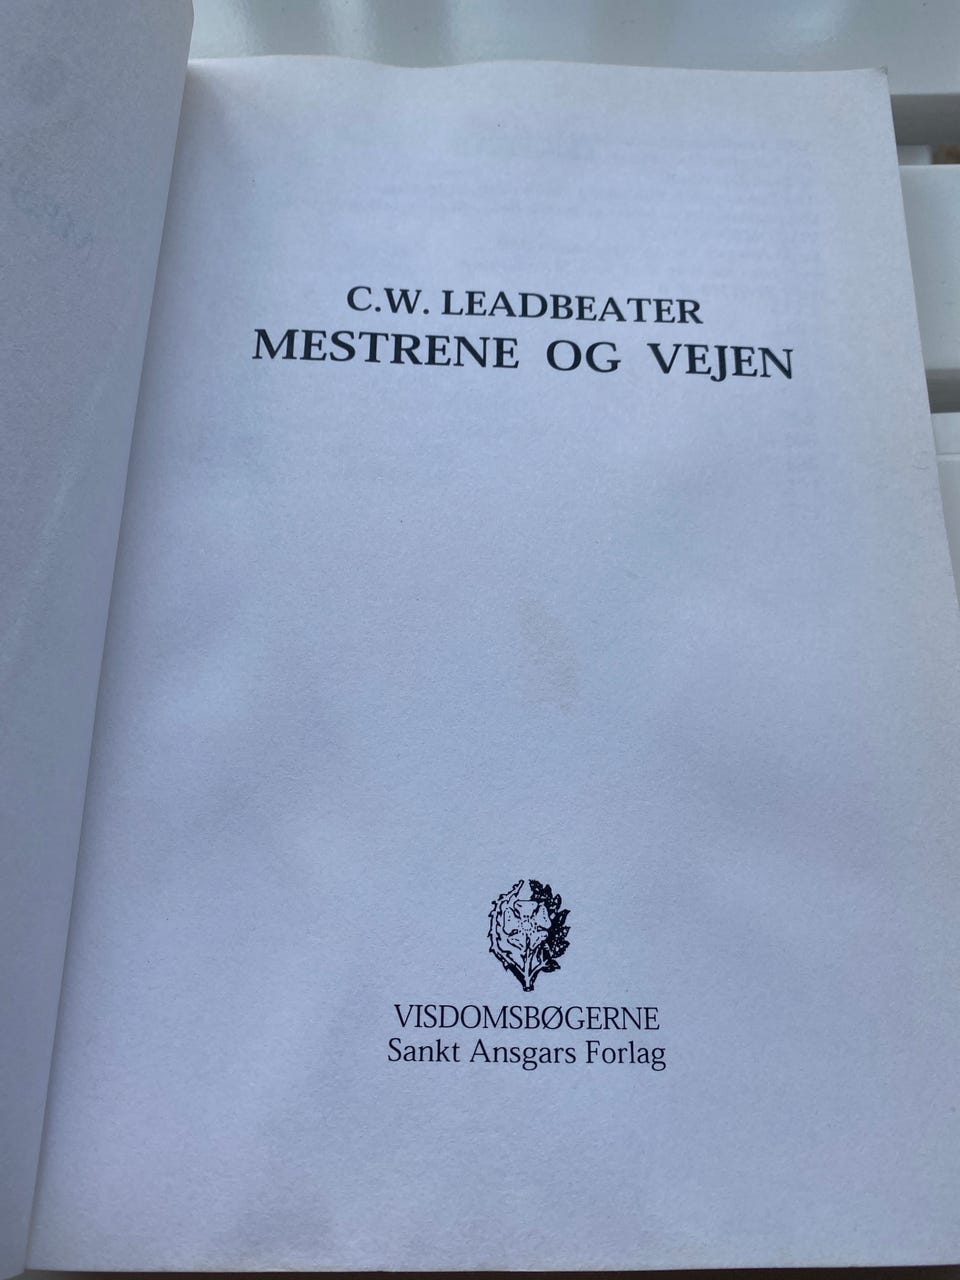 C.W. LEADBEATER
MESTRENE OG VEJEN
VISDOMSBØGERNE
Sankt Ansgars Forlag